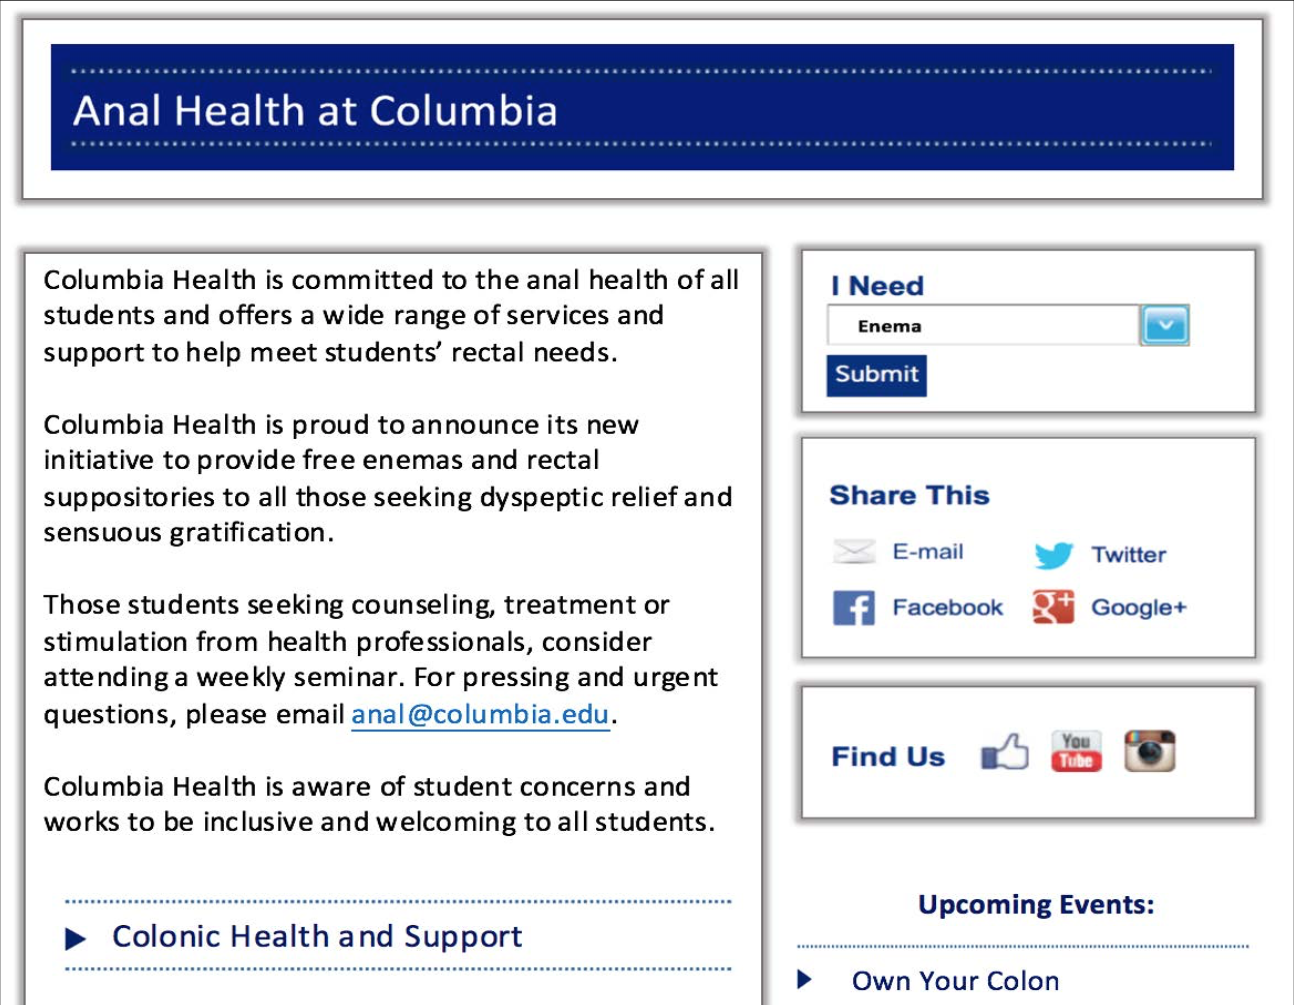 Anal Health at Columbia
Columbia Health is committed to the anal health of all
students and offers a wide range of services and
support to help meet students’ rectal needs.
Columbia Health is proud to announce its new
initiative to provide free enemas and rectal
suppositories to all those seeking dyspeptic relief and
sensuous gratification.
Those students seeking counseling, treatment or
stimulation from health professionals, consider
attending a weekly seminar. For pressing and urgent
questions, please email anal@columbia.edu.
Columbia Health is aware of student concerns and
works to be inclusive and welcoming to all students.
Colonic Health and Support
I Need
Enema
Submit
Share This
E-mail
Twitter
f
Facebook
g+
Google+
Find Us
You
Tube
Upcoming Events:
Own Your Colon